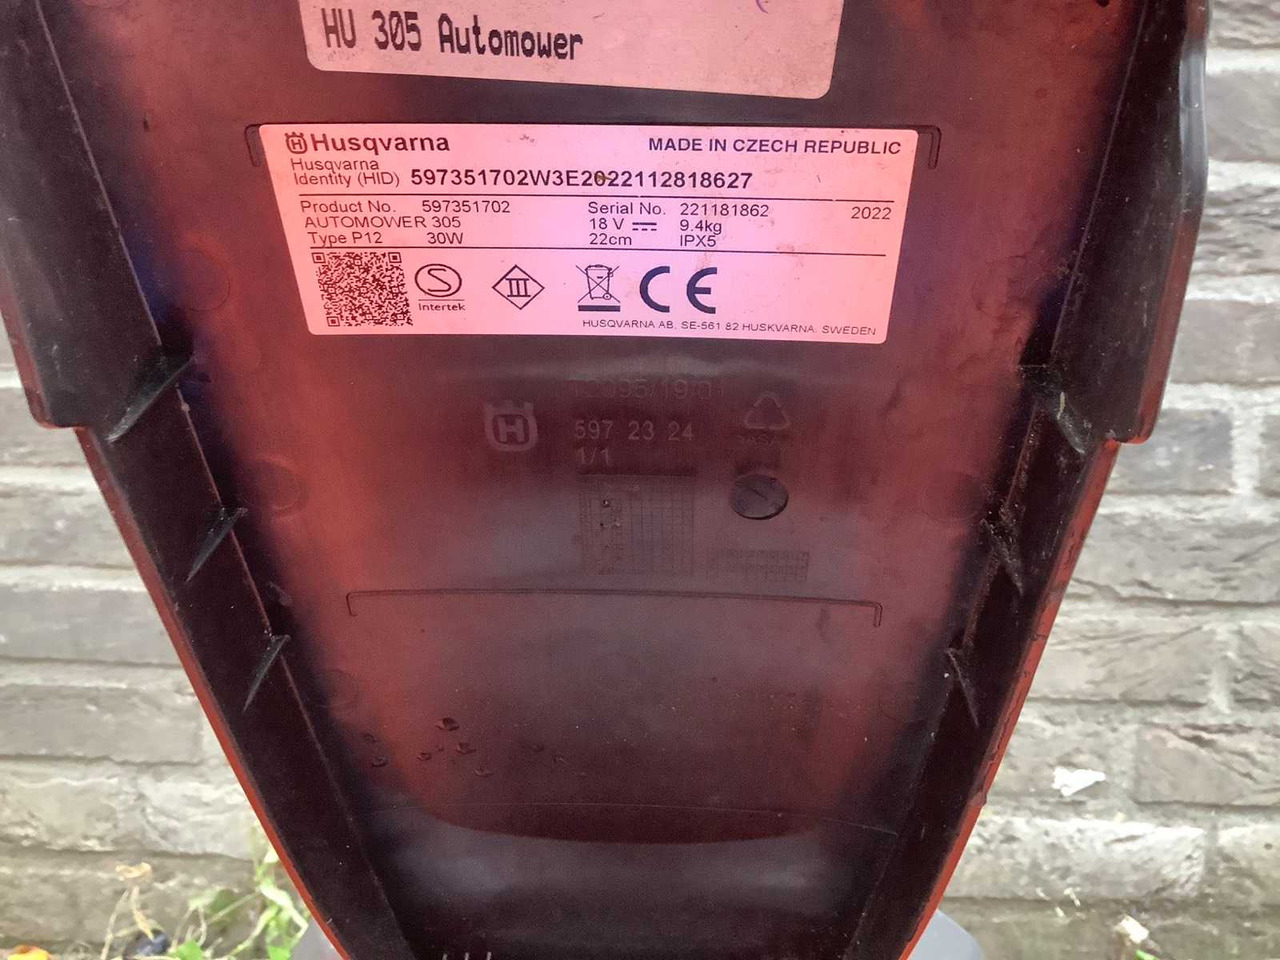 HU 305 Automower
Husqvarna
MADE IN CZECH REPUBLIC
Husqvarna
Identity (HID) 597351702W3E2022112818627
Product No. 597351702 Serial No. 221181862 2022
AUTOMOWER 305 18 V 9.4kg
Type P12 30W 22cm IPX5
S
Intertek
III
CE
HUSQVARNA AB, SE-561 82 HUSKVARNA, SWEDEN
H
597 23 24
1/1